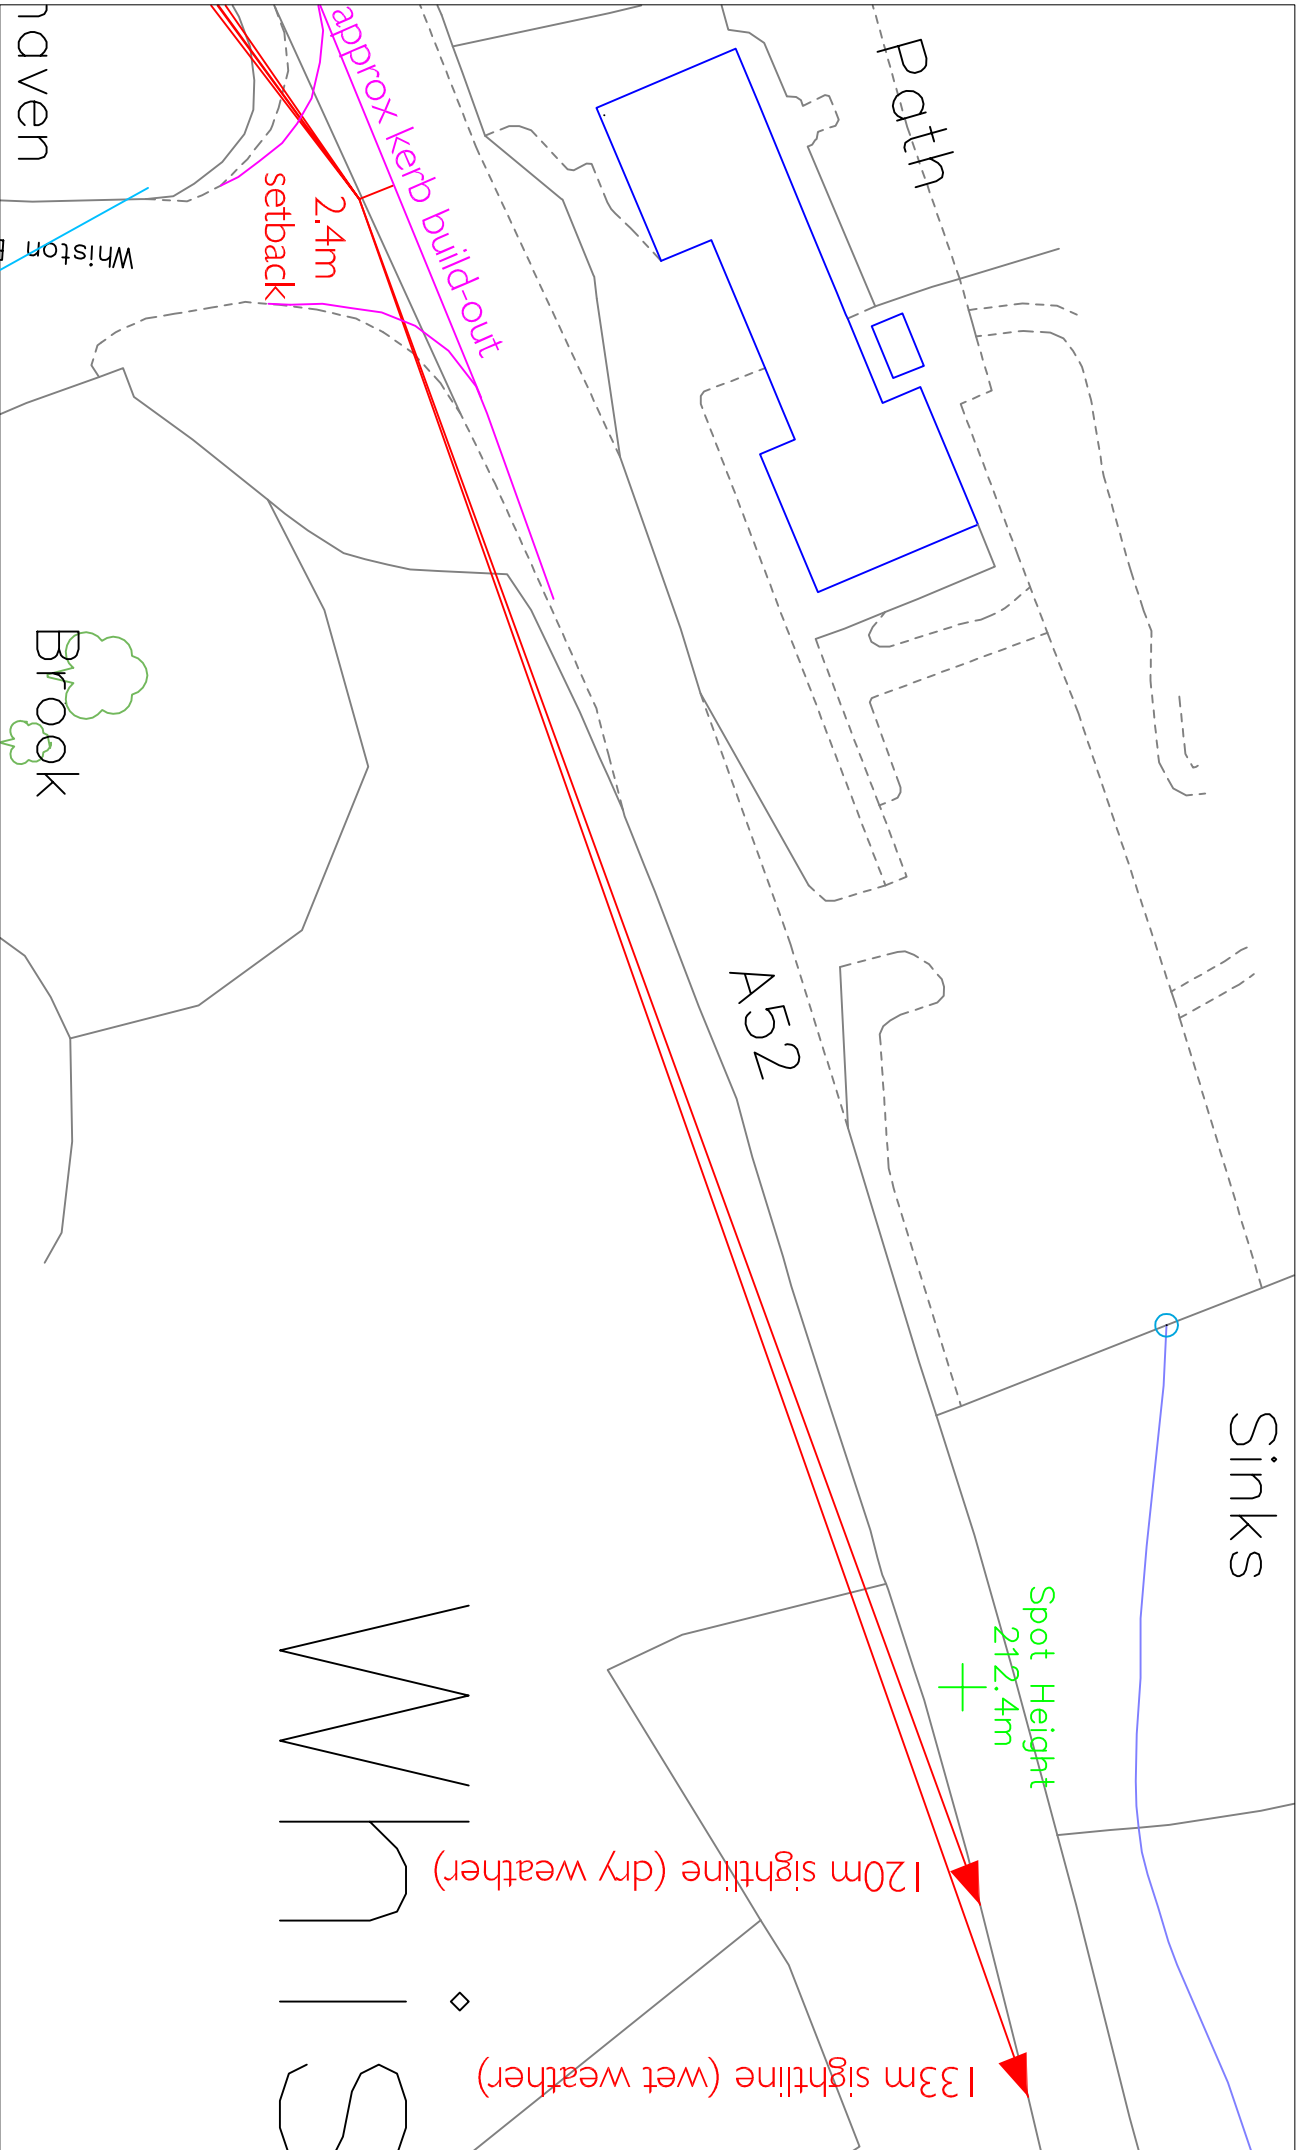 Path
approx kerb build-out
2.4m
setback
haven
Whiston
Brook
A52
Sinks
Spot Height
212.4m
120m sightline (dry weather)
133m sightline (wet weather)
Whis